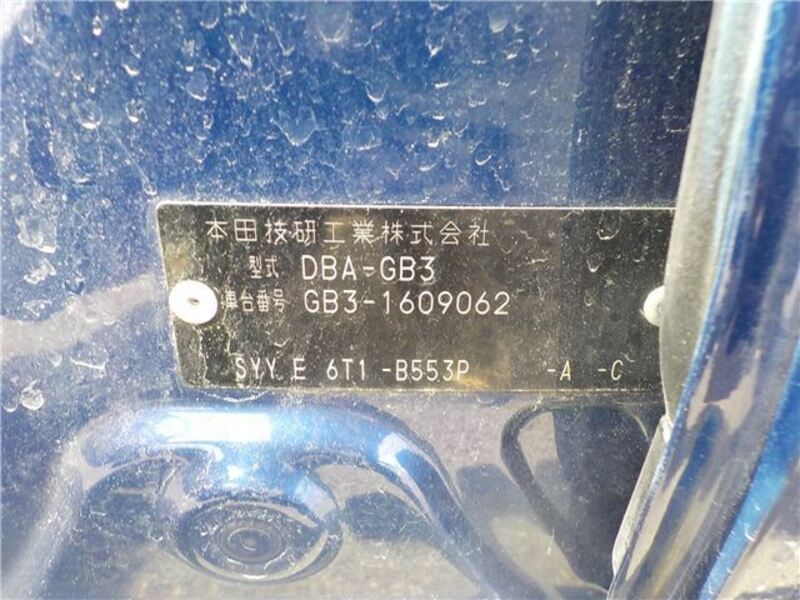 本田技研工業株式会社
型式 DBA-GB3
車台番号 GB3-1609062
SYY E 6T1 -B553P -A -C